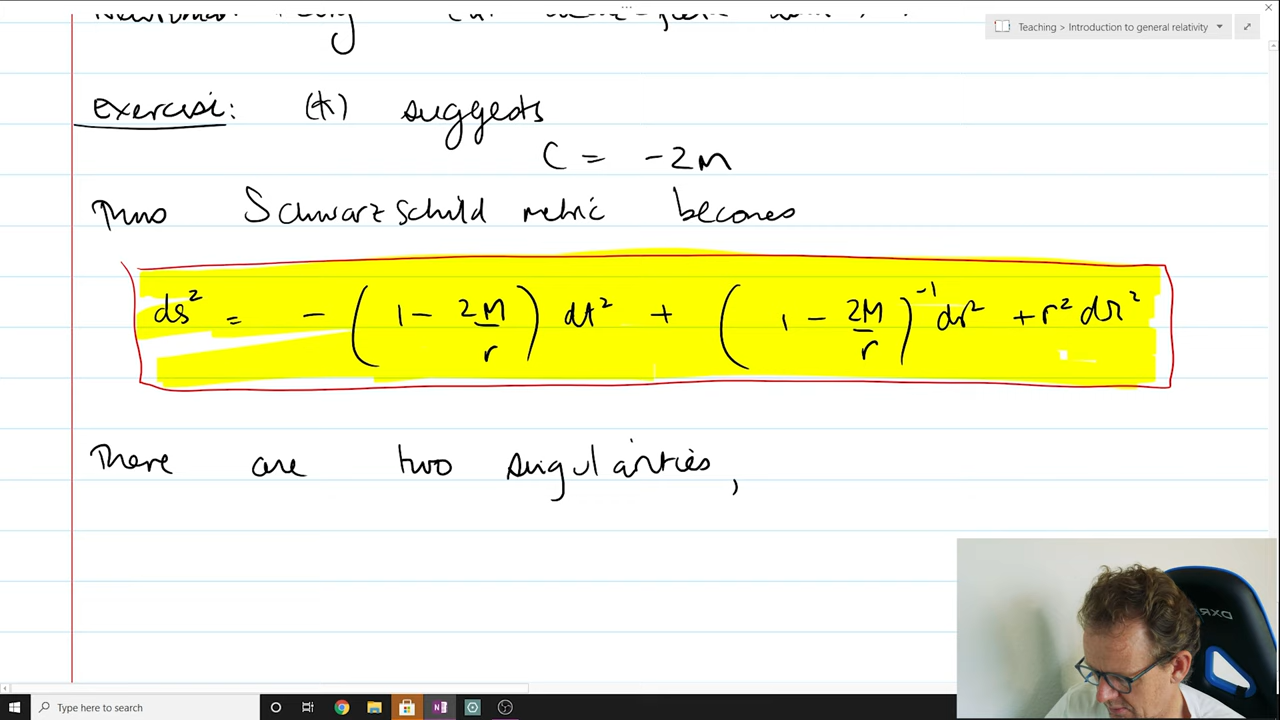 Teaching > Introduction to general relativity
Exercise: (*) suggests
C = -2M
Thus Schwarzschild metric becomes
ds² = - (1 - 2M/r) dt² + (1 - 2M/r)⁻¹ dr² + r² dΩ²
There are two singularities,
DXR
Type here to search